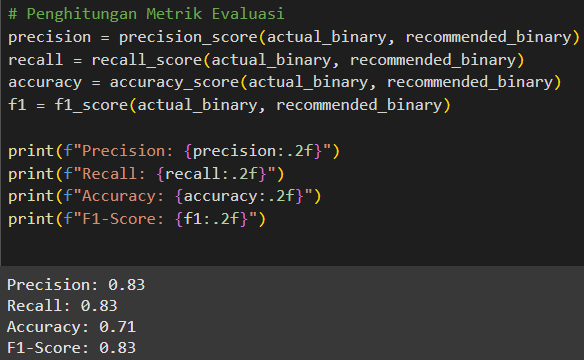 # Penghitungan Metrik Evaluasi
precision = precision_score(actual_binary, recommended_binary)
recall = recall_score(actual_binary, recommended_binary)
accuracy = accuracy_score(actual_binary, recommended_binary)
f1 = f1_score(actual_binary, recommended_binary)
print(f"Precision: {precision:.2f}")
print(f"Recall: {recall:.2f}")
print(f"Accuracy: {accuracy:.2f}")
print(f"F1-Score: {f1:.2f}")
Precision: 0.83
Recall: 0.83
Accuracy: 0.71
F1-Score: 0.83